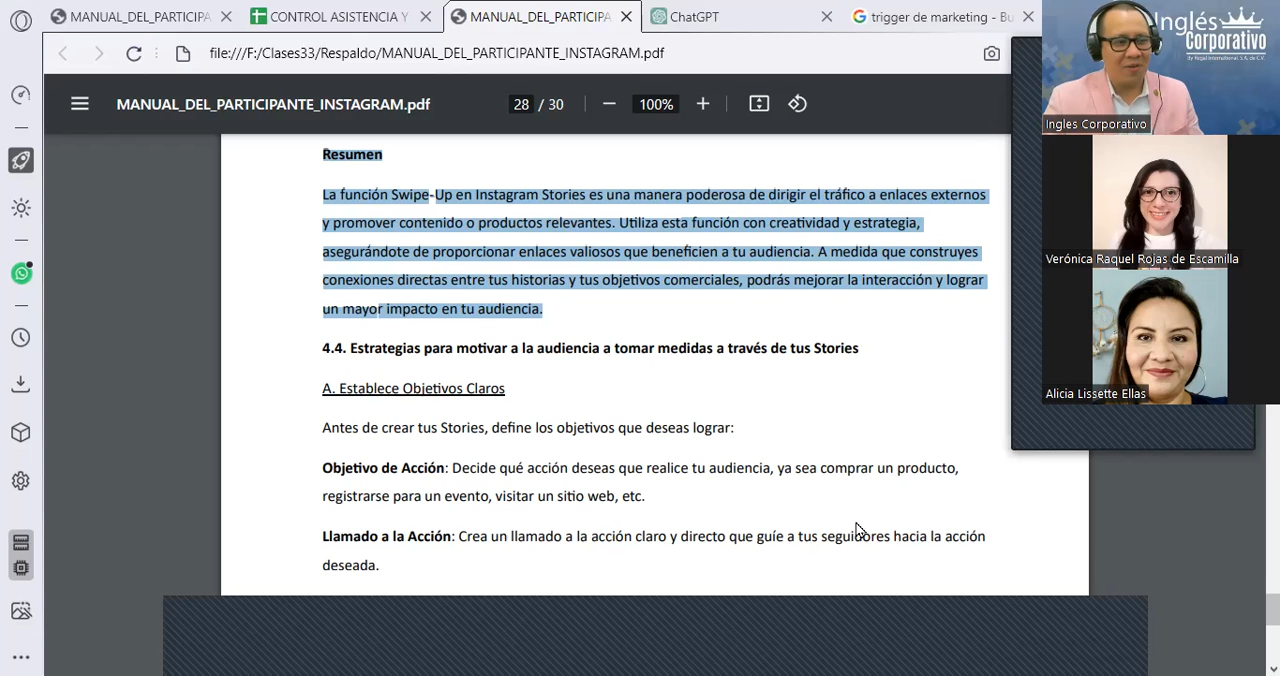 MANUAL_DEL_PARTICIPA
CONTROL ASISTENCIA Y
MANUAL_DEL_PARTICIPA
ChatGPT
trigger de marketing - Bu
file:///F:/Clases33/Respaldo/MANUAL_DEL_PARTICIPANTE_INSTAGRAM.pdf
MANUAL_DEL_PARTICIPANTE_INSTAGRAM.pdf
28 / 30
100%
Inglés
Corporativo
By Regal International, S.A. de C.V.
Ingles Corporativo
Verónica Raquel Rojas de Escamilla
Alicia Lissette Ellas
Resumen
La función Swipe-Up en Instagram Stories es una manera poderosa de dirigir el tráfico a enlaces externos
y promover contenido o productos relevantes. Utiliza esta función con creatividad y estrategia,
asegurándote de proporcionar enlaces valiosos que beneficien a tu audiencia. A medida que construyes
conexiones directas entre tus historias y tus objetivos comerciales, podrás mejorar la interacción y lograr
un mayor impacto en tu audiencia.
4.4. Estrategias para motivar a la audiencia a tomar medidas a través de tus Stories
A. Establece Objetivos Claros
Antes de crear tus Stories, define los objetivos que deseas lograr:
Objetivo de Acción: Decide qué acción deseas que realice tu audiencia, ya sea comprar un producto,
registrarse para un evento, visitar un sitio web, etc.
Llamado a la Acción: Crea un llamado a la acción claro y directo que guíe a tus seguidores hacia la acción
deseada.